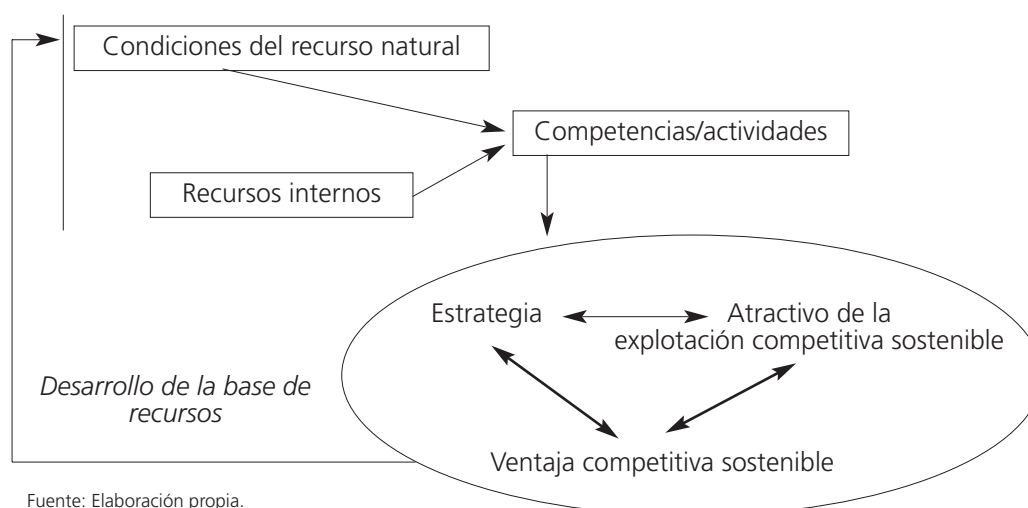 Condiciones del recurso natural
Competencias/actividades
Recursos internos
Estrategia
Atractivo de la
explotación competitiva sostenible
Desarrollo de la base de
recursos
Ventaja competitiva sostenible
Fuente: Elaboración propia.